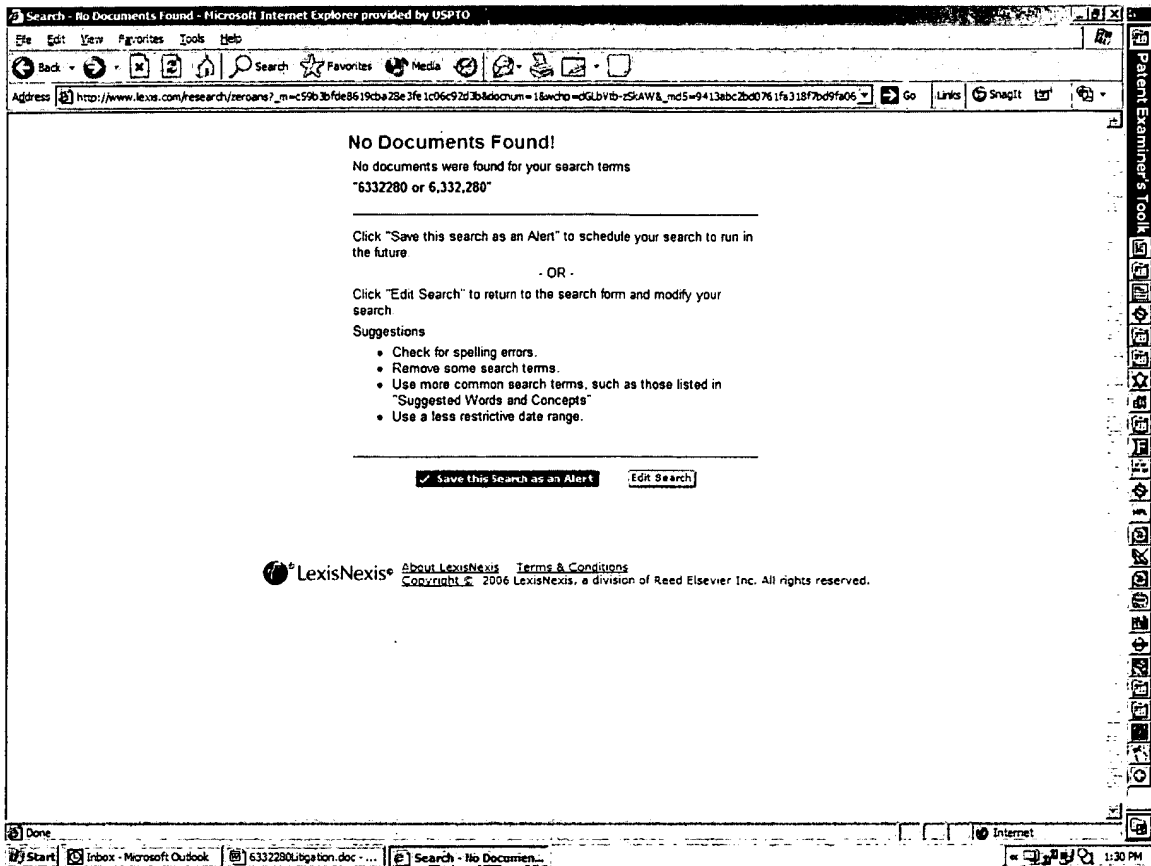 Search - No Documents Found - Microsoft Internet Explorer provided by USPTO
File Edit View Favorites Tools Help
Back Search Favorites Media
Address http://www.lexis.com/research/zeroans? Go Links SnagIt
Patent Examiner's Toolk
No Documents Found!
No documents were found for your search terms
"6332280 or 6,332,280"
Click "Save this search as an Alert" to schedule your search to run in
the future.
- OR -
Click "Edit Search" to return to the search form and modify your
search.
Suggestions
• Check for spelling errors.
• Remove some search terms.
• Use more common search terms, such as those listed in
"Suggested Words and Concepts"
• Use a less restrictive date range.
✓ Save this Search as an Alert Edit Search
LexisNexis® About LexisNexis Terms & Conditions
Copyright © 2006 LexisNexis, a division of Reed Elsevier Inc. All rights reserved.
Done Internet
Start Inbox - Microsoft Outlook 6332280Litigation.doc - ... Search - No Documen... 1:30 PM